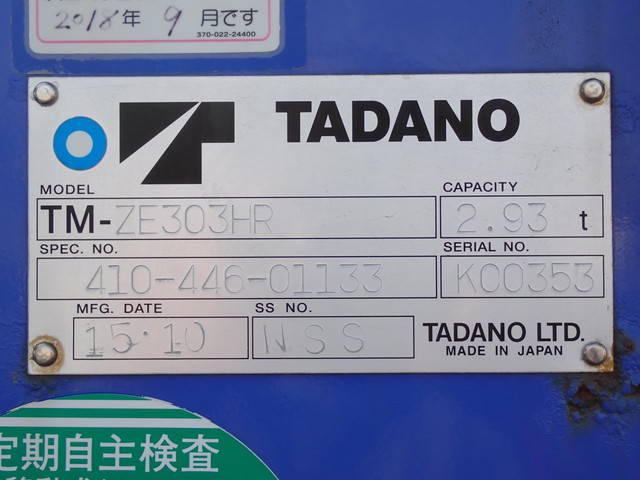 2018年 9 月です
370-022-24400
TADANO
MODEL
TM-ZE303HR
CAPACITY
2.93 t
SPEC. NO.
410-446-01133
SERIAL NO.
KC0353
MFG. DATE
15·10
SS NO.
NSS
TADANO LTD.
MADE IN JAPAN
定期自主検査